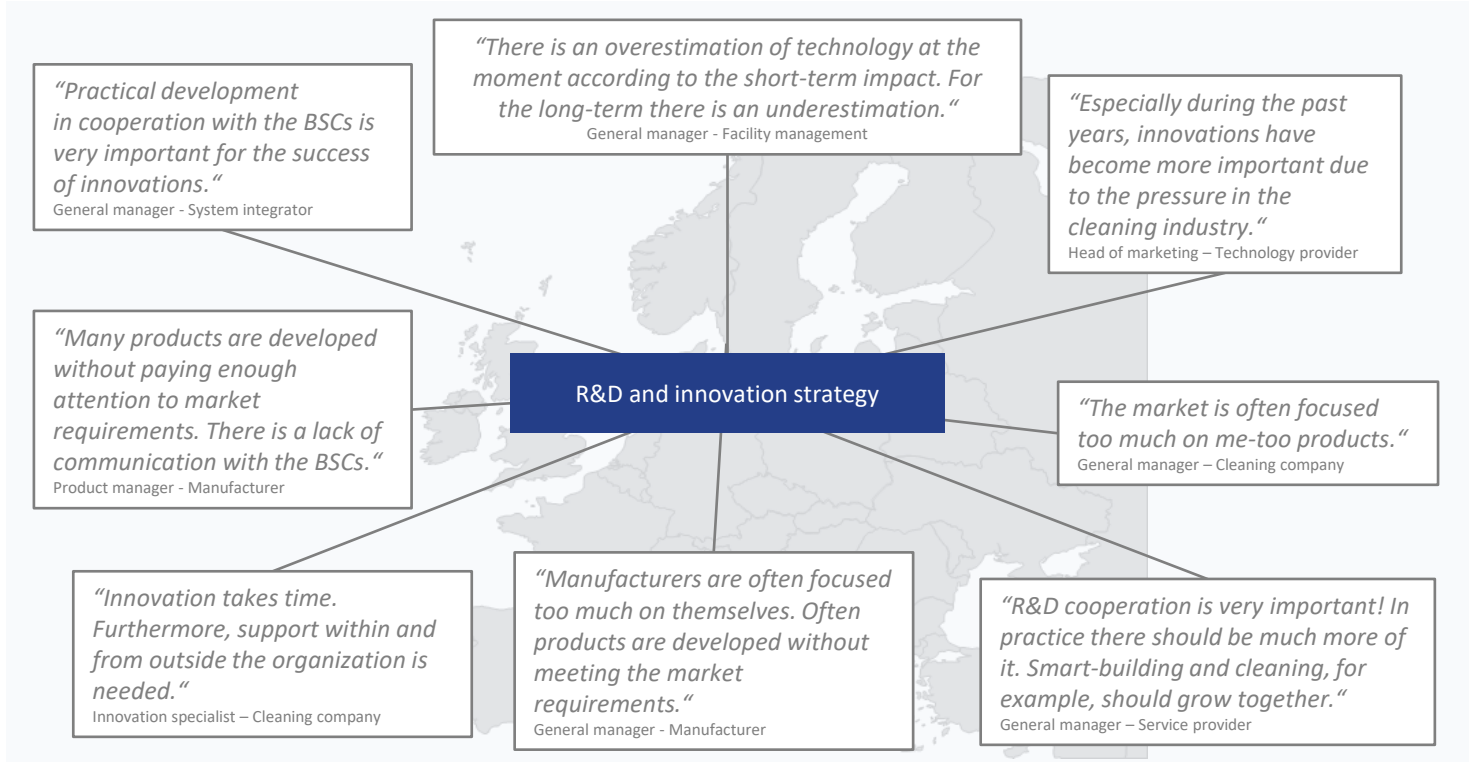 “There is an overestimation of technology at the
moment according to the short-term impact. For
the long-term there is an underestimation.“
General manager - Facility management
“Practical development
in cooperation with the BSCs is
very important for the success
of innovations.“
General manager - System integrator
“Especially during the past
years, innovations have
become more important due
to the pressure in the
cleaning industry.“
Head of marketing – Technology provider
“Many products are developed
without paying enough
attention to market
requirements. There is a lack of
communication with the BSCs.“
Product manager - Manufacturer
R&D and innovation strategy
“The market is often focused
too much on me-too products.“
General manager – Cleaning company
“Innovation takes time.
Furthermore, support within and
from outside the organization is
needed.“
Innovation specialist – Cleaning company
“Manufacturers are often focused
too much on themselves. Often
products are developed without
meeting the market
requirements.“
General manager - Manufacturer
“R&D cooperation is very important! In
practice there should be much more of
it. Smart-building and cleaning, for
example, should grow together.“
General manager – Service provider